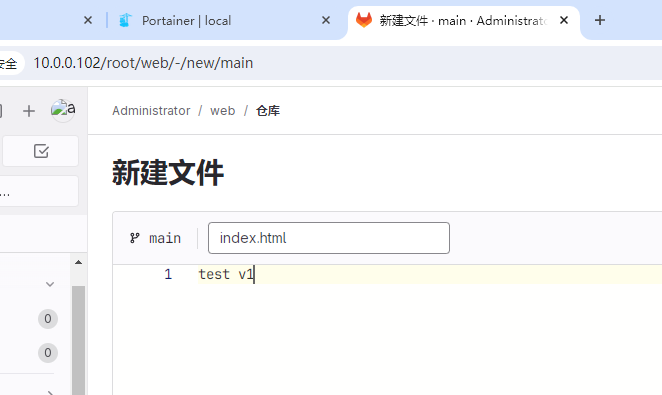 Portainer | local
新建文件 · main · Administrato
安全 10.0.0.102/root/web/-/new/main
a
Administrator / web / 仓库
...
新建文件
main index.html
1 test v1
0
0